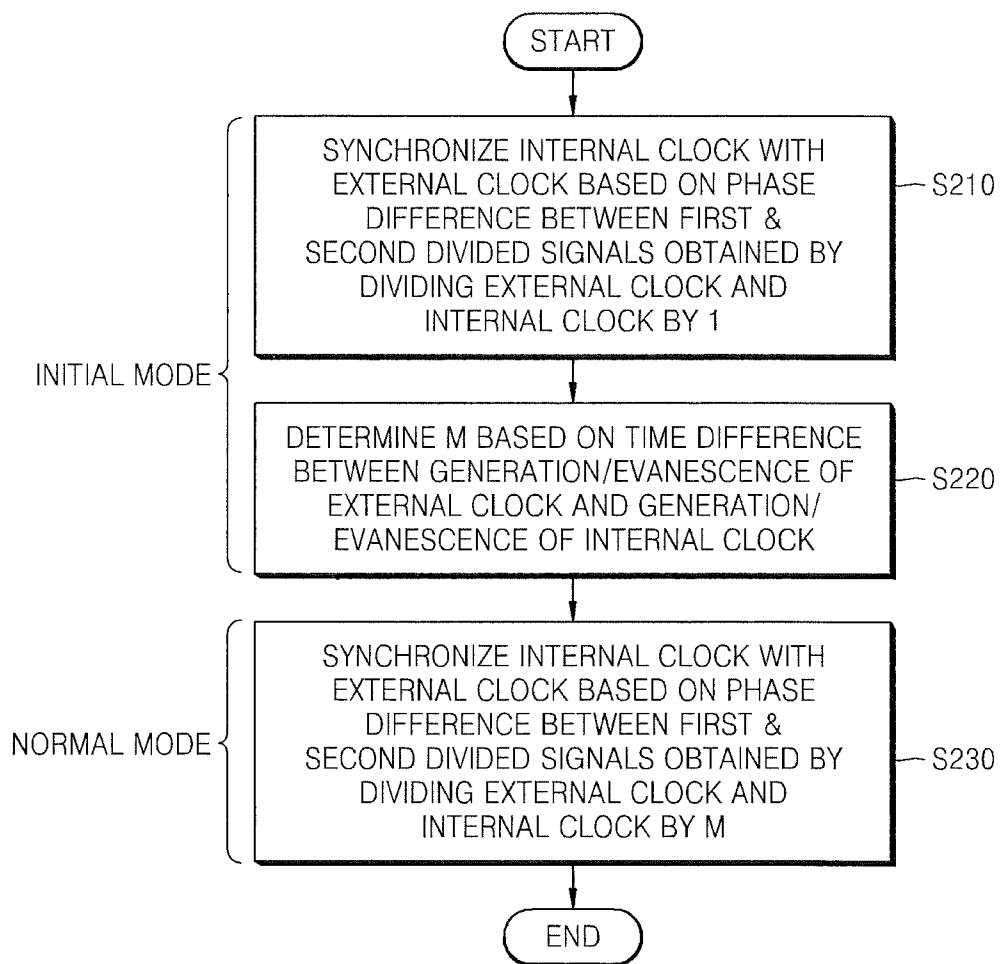 START
SYNCHRONIZE INTERNAL CLOCK WITH
EXTERNAL CLOCK BASED ON PHASE
DIFFERENCE BETWEEN FIRST &
SECOND DIVIDED SIGNALS OBTAINED BY
DIVIDING EXTERNAL CLOCK AND
INTERNAL CLOCK BY 1
S210
INITIAL MODE
DETERMINE M BASED ON TIME DIFFERENCE
BETWEEN GENERATION/EVANESCENCE OF
EXTERNAL CLOCK AND GENERATION/
EVANESCENCE OF INTERNAL CLOCK
S220
SYNCHRONIZE INTERNAL CLOCK WITH
EXTERNAL CLOCK BASED ON PHASE
DIFFERENCE BETWEEN FIRST &
SECOND DIVIDED SIGNALS OBTAINED BY
DIVIDING EXTERNAL CLOCK AND
INTERNAL CLOCK BY M
NORMAL MODE
S230
END